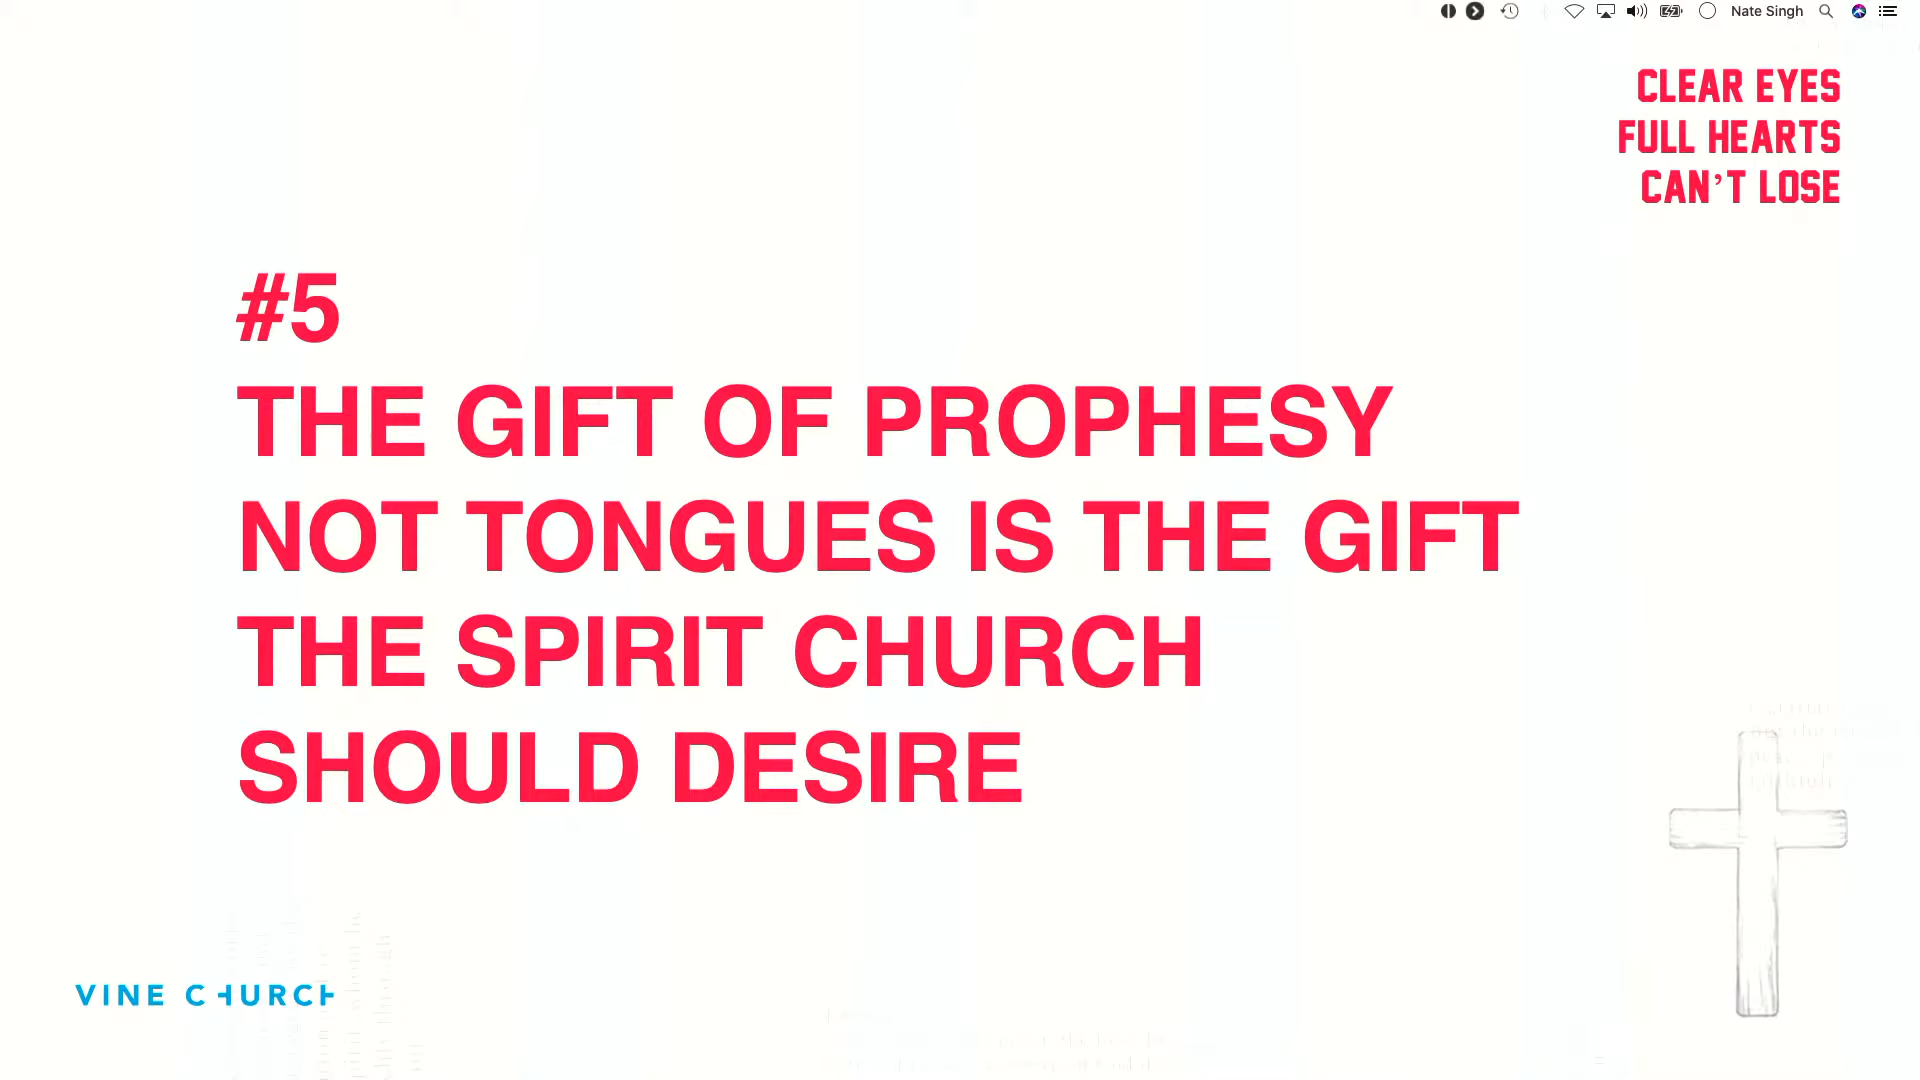 Nate Singh
CLEAR EYES
FULL HEARTS
CAN'T LOSE
#5
THE GIFT OF PROPHESY
NOT TONGUES IS THE GIFT
THE SPIRIT CHURCH
SHOULD DESIRE
VINE CHURCH